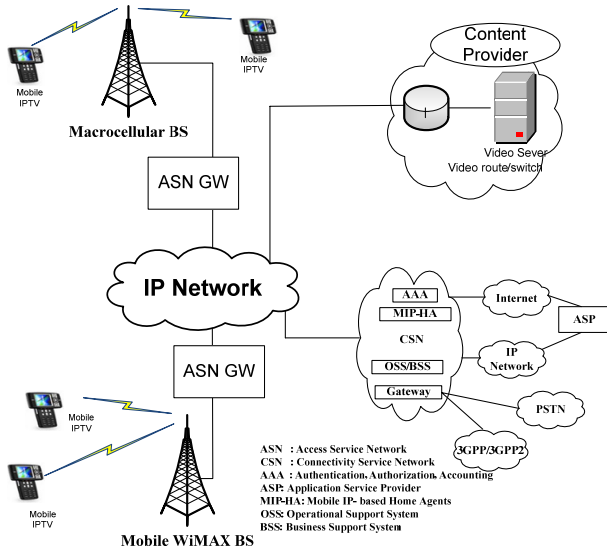 Mobile
IPTV
Mobile
IPTV
Macrocellular BS
Content
Provider
Video Sever
Video route/switch
ASN GW
IP Network
ASN GW
AAA
MIP-HA
CSN
OSS/BSS
Gateway
Internet
ASP
IP
Network
PSTN
3GPP/3GPP2
Mobile
IPTV
Mobile
IPTV
Mobile WiMAX BS
ASN : Access Service Network
CSN : Connectivity Service Network
AAA : Authentication, Authorization, Accounting
ASP: Application Service Provider
MIP-HA: Mobile IP- based Home Agents
OSS: Operational Support System
BSS: Business Support System